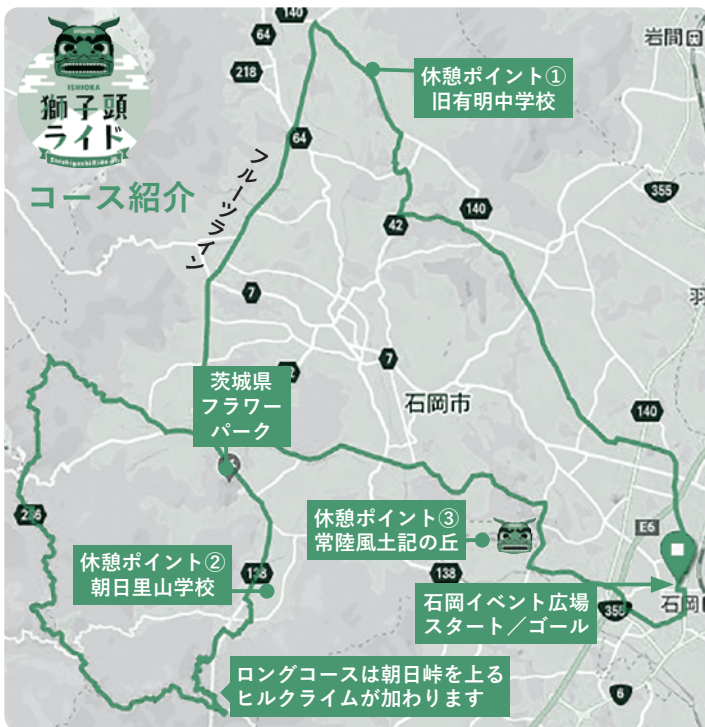 ISHIOKA
獅子頭
ライド
コース紹介
フルーツライン
140
64
218
岩間
休憩ポイント①
旧有明中学校
64
355
140
42
羽
7
7
茨城県
フラワー
パーク
石岡市
140
休憩ポイント③
常陸風土記の丘
E6
休憩ポイント②
朝日里山学校
138
138
石岡イベント広場
スタート／ゴール
355
石岡
ロングコースは朝日峠を上る
ヒルクライムが加わります
6